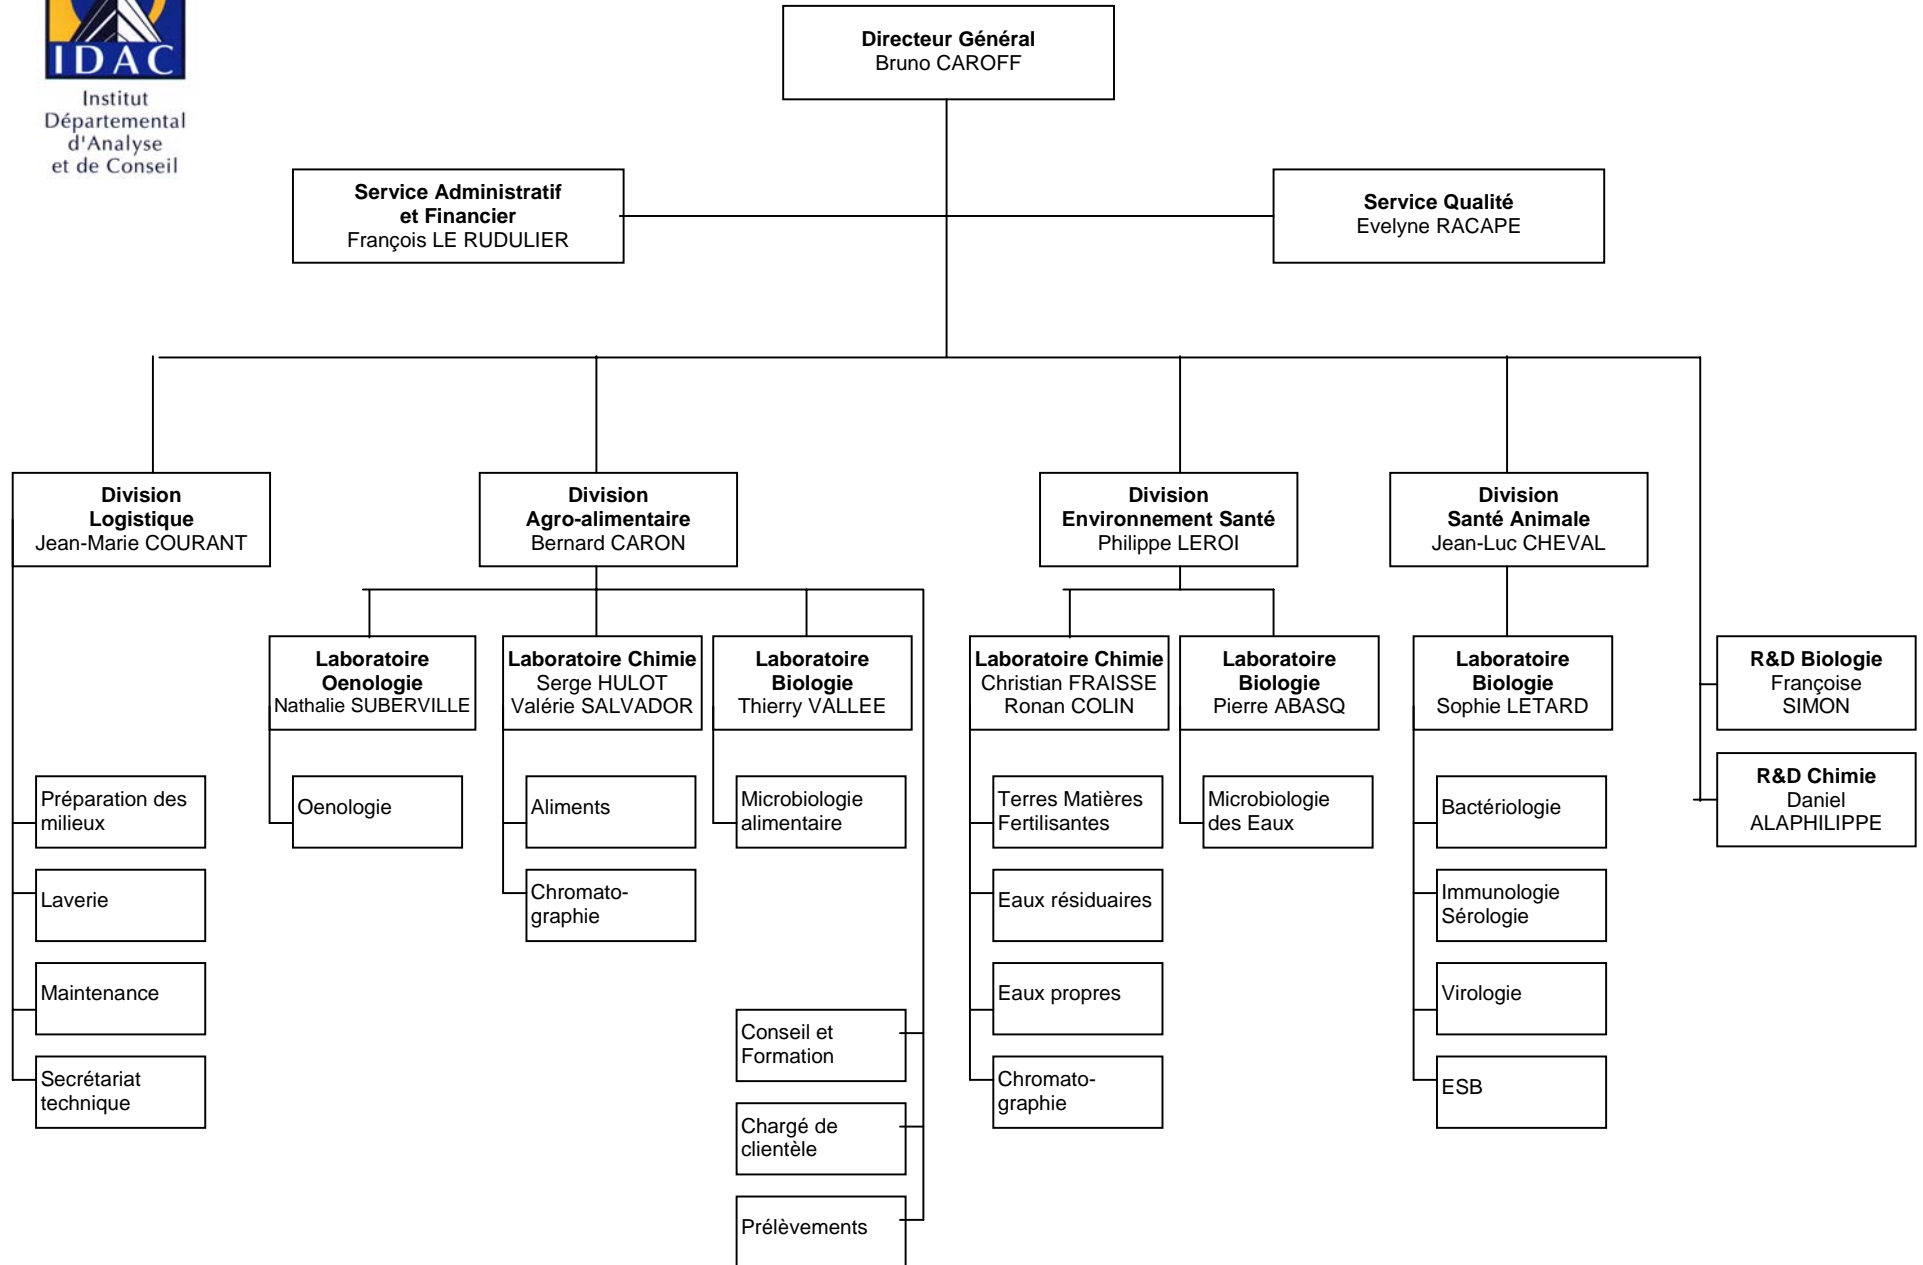 IDAC
Institut
Départemental
d'Analyse
et de Conseil
Directeur Général
Bruno CAROFF
Service Administratif
et Financier
François LE RUDULIER
Service Qualité
Evelyne RACAPE
Division
Logistique
Jean-Marie COURANT
Division
Agro-alimentaire
Bernard CARON
Division
Environnement Santé
Philippe LEROI
Division
Santé Animale
Jean-Luc CHEVAL
Laboratoire
Oenologie
Nathalie SUBERVILLE
Laboratoire Chimie
Serge HULOT
Valérie SALVADOR
Laboratoire
Biologie
Thierry VALLEE
Laboratoire Chimie
Christian FRAISSE
Ronan COLIN
Laboratoire
Biologie
Pierre ABASQ
Laboratoire
Biologie
Sophie LETARD
R&D Biologie
Françoise
SIMON
R&D Chimie
Daniel
ALAPHILIPPE
Préparation des
milieux
Laverie
Maintenance
Secrétariat
technique
Oenologie
Aliments
Chromato-
graphie
Microbiologie
alimentaire
Conseil et
Formation
Chargé de
clientèle
Prélèvements
Terres Matières
Fertilisantes
Eaux résiduaires
Eaux propres
Chromato-
graphie
Microbiologie
des Eaux
Bactériologie
Immunologie
Sérologie
Virologie
ESB